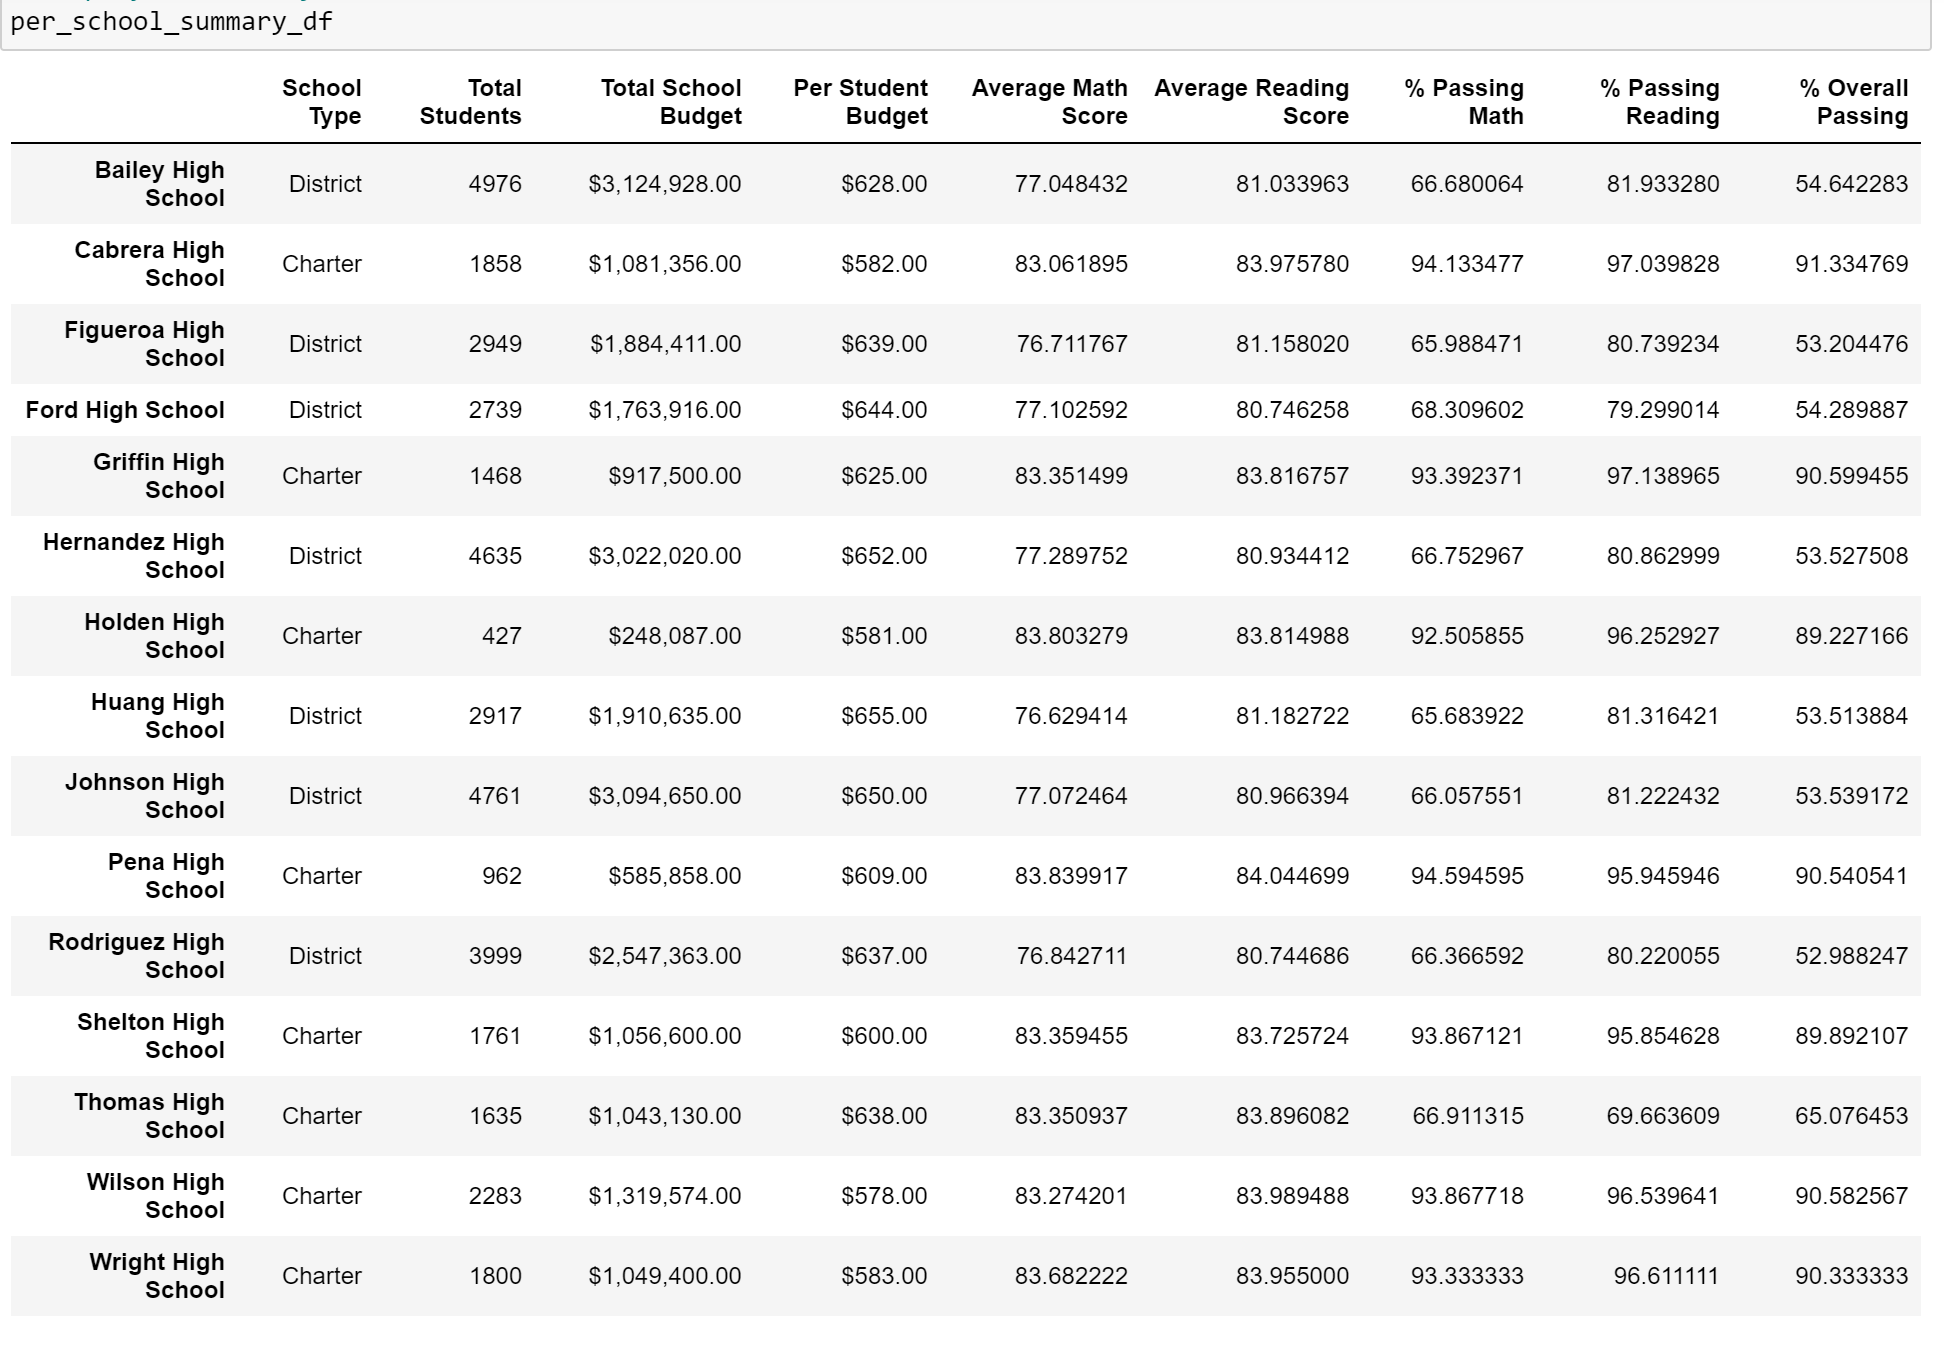 per_school_summary_df
School Type Total Students Total School Budget Per Student Budget Average Math Score Average Reading Score % Passing Math % Passing Reading % Overall Passing
Bailey High School District 4976 $3,124,928.00 $628.00 77.048432 81.033963 66.680064 81.933280 54.642283
Cabrera High School Charter 1858 $1,081,356.00 $582.00 83.061895 83.975780 94.133477 97.039828 91.334769
Figueroa High School District 2949 $1,884,411.00 $639.00 76.711767 81.158020 65.988471 80.739234 53.204476
Ford High School District 2739 $1,763,916.00 $644.00 77.102592 80.746258 68.309602 79.299014 54.289887
Griffin High School Charter 1468 $917,500.00 $625.00 83.351499 83.816757 93.392371 97.138965 90.599455
Hernandez High School District 4635 $3,022,020.00 $652.00 77.289752 80.934412 66.752967 80.862999 53.527508
Holden High School Charter 427 $248,087.00 $581.00 83.803279 83.814988 92.505855 96.252927 89.227166
Huang High School District 2917 $1,910,635.00 $655.00 76.629414 81.182722 65.683922 81.316421 53.513884
Johnson High School District 4761 $3,094,650.00 $650.00 77.072464 80.966394 66.057551 81.222432 53.539172
Pena High School Charter 962 $585,858.00 $609.00 83.839917 84.044699 94.594595 95.945946 90.540541
Rodriguez High School District 3999 $2,547,363.00 $637.00 76.842711 80.744686 66.366592 80.220055 52.988247
Shelton High School Charter 1761 $1,056,600.00 $600.00 83.359455 83.725724 93.867121 95.854628 89.892107
Thomas High School Charter 1635 $1,043,130.00 $638.00 83.350937 83.896082 66.911315 69.663609 65.076453
Wilson High School Charter 2283 $1,319,574.00 $578.00 83.274201 83.989488 93.867718 96.539641 90.582567
Wright High School Charter 1800 $1,049,400.00 $583.00 83.682222 83.955000 93.333333 96.611111 90.333333